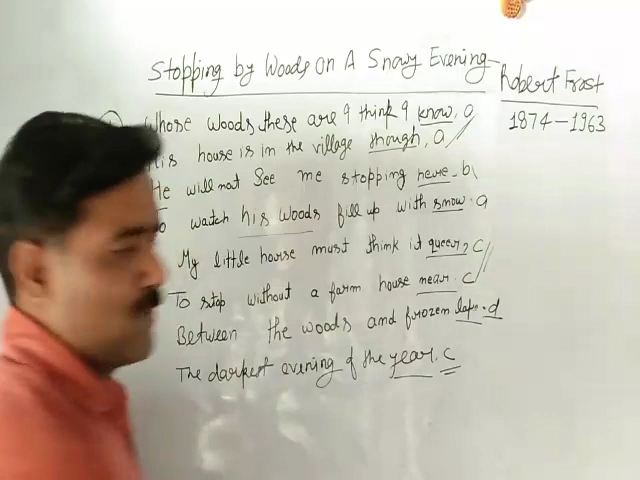 Stopping by Woods On A Snowy Evening-
Robert Frost
1874-1963
Whose Woods these are I think I know. a
His house is in the village though, a
He will not See me stopping here- b
To watch his woods fill up with snow. a
My little horse must think it queer, c
To stop without a farm house near. c
Between the woods and frozen lake. d
The darkest evening of the year. c